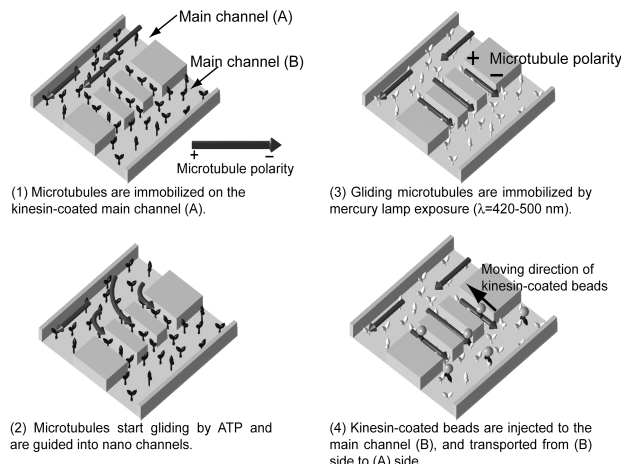 Main channel (A)
Main channel (B)
+ −
Microtubule polarity
(1) Microtubules are immobilized on the
kinesin-coated main channel (A).
+
−
Microtubule polarity
(3) Gliding microtubules are immobilized by
mercury lamp exposure (λ=420-500 nm).
(2) Microtubules start gliding by ATP and
are guided into nano channels.
Moving direction of
kinesin-coated beads
(4) Kinesin-coated beads are injected to the
main channel (B), and transported from (B)
side to (A) side